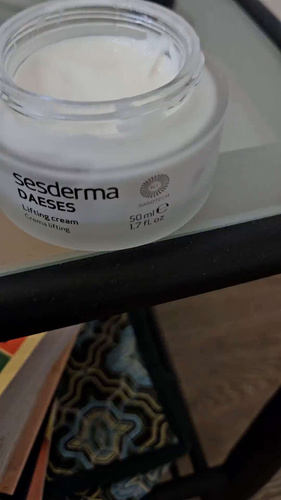 sesderma
DAESES
Lifting cream
Crema lifting
50 ml ℮
1.7 fl. oz